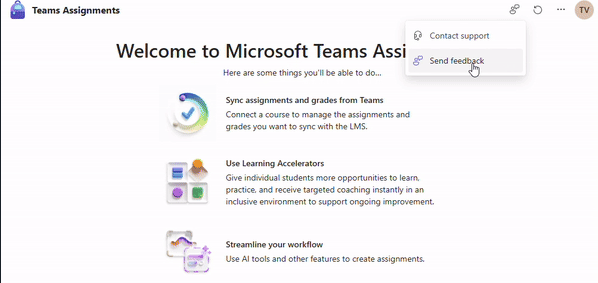 Teams Assignments
TV
Contact support
Send feedback
Welcome to Microsoft Teams Assi
Here are some things you'll be able to do...
Sync assignments and grades from Teams
Connect a course to manage the assignments and
grades you want to sync with the LMS.
Use Learning Accelerators
Give individual students more opportunities to learn,
practice, and receive targeted coaching instantly in an
inclusive environment to support ongoing improvement.
Streamline your workflow
Use AI tools and other features to create assignments.